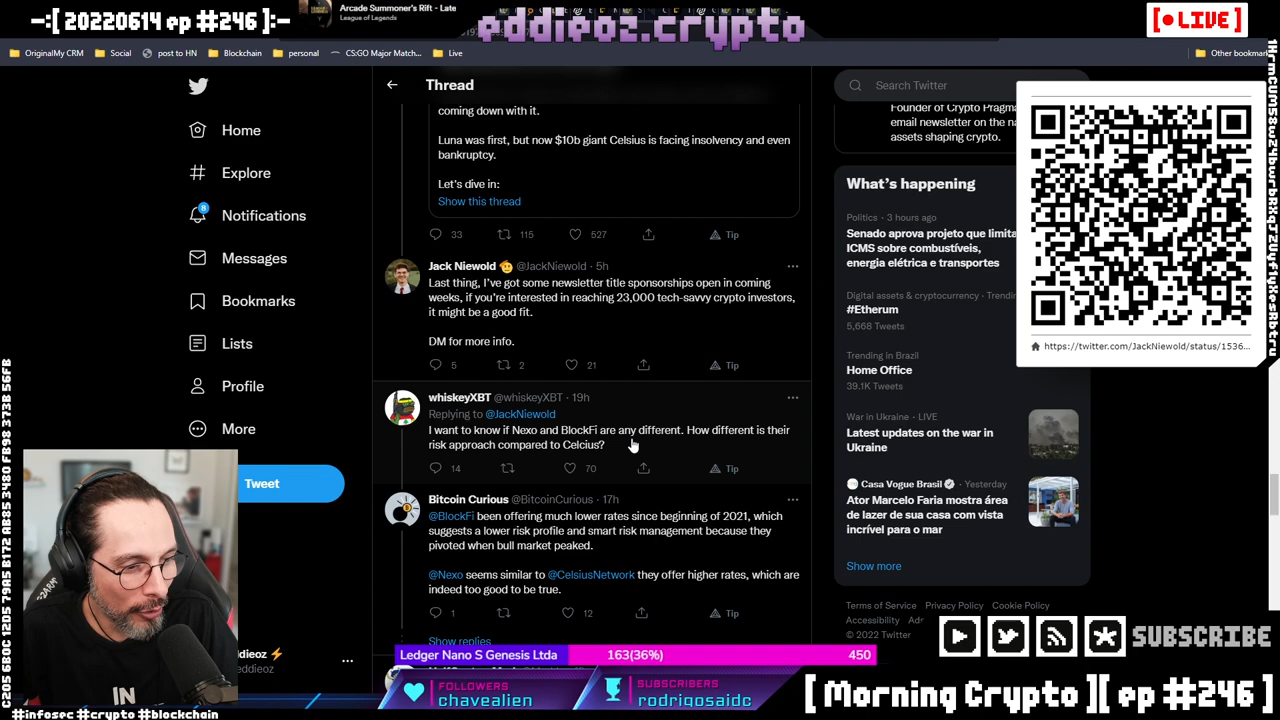 -:[ 20220614 ep #246 ]:-
Arcade Summoner's Rift - Late
League of Legends
eddieoz.crypto
[ LIVE ]
OriginalMy CRM
Social
post to HN
Blockchain
personal
CS:GO Major Match...
Live
Other bookmar
Home
Explore
8
Notifications
Messages
Bookmarks
Lists
Profile
More
Tweet
eddieoz
Thread
coming down with it.
Luna was first, but now $10b giant Celsius is facing insolvency and even
bankruptcy.
Let's dive in:
Show this thread
33 115 527 Tip
Jack Niewold @JackNiewold · 5h
Last thing, I've got some newsletter title sponsorships open in coming
weeks, if you're interested in reaching 23,000 tech-savvy crypto investors,
it might be a good fit.
DM for more info.
5 2 21 Tip
whiskeyXBT @whiskeyXBT · 19h
Replying to @JackNiewold
I want to know if Nexo and BlockFi are any different. How different is their
risk approach compared to Celcius?
14 70 Tip
Bitcoin Curious @BitcoinCurious · 17h
@BlockFi been offering much lower rates since beginning of 2021, which
suggests a lower risk profile and smart risk management because they
pivoted when bull market peaked.
@Nexo seems similar to @CelsiusNetwork they offer higher rates, which are
indeed too good to be true.
1 12 Tip
Show replies
Search Twitter
Founder of Crypto Pragma
email newsletter on the na
assets shaping crypto.
What's happening
Politics · 3 hours ago
Senado aprova projeto que limita
ICMS sobre combustíveis,
energia elétrica e transportes
Digital assets & cryptocurrency · Trendin
#Etherum
5,668 Tweets
Trending in Brazil
Home Office
39.1K Tweets
War in Ukraine · LIVE
Latest updates on the war in
Ukraine
Casa Vogue Brasil · Yesterday
Ator Marcelo Faria mostra área
de lazer de sua casa com vista
incrível para o mar
Show more
Terms of Service Privacy Policy Cookie Policy
Accessibility
© 2022 Twitter
https://twitter.com/JackNiewold/status/1536...
SUBSCRIBE
Ledger Nano S Genesis Ltda 163(36%) 450
FOLLOWERS
chavealien
SUBSCRIBERS
rodrigosaidc
[ Morning Crypto ][ ep #246 ]
#infosec #crypto #blockchain
IN